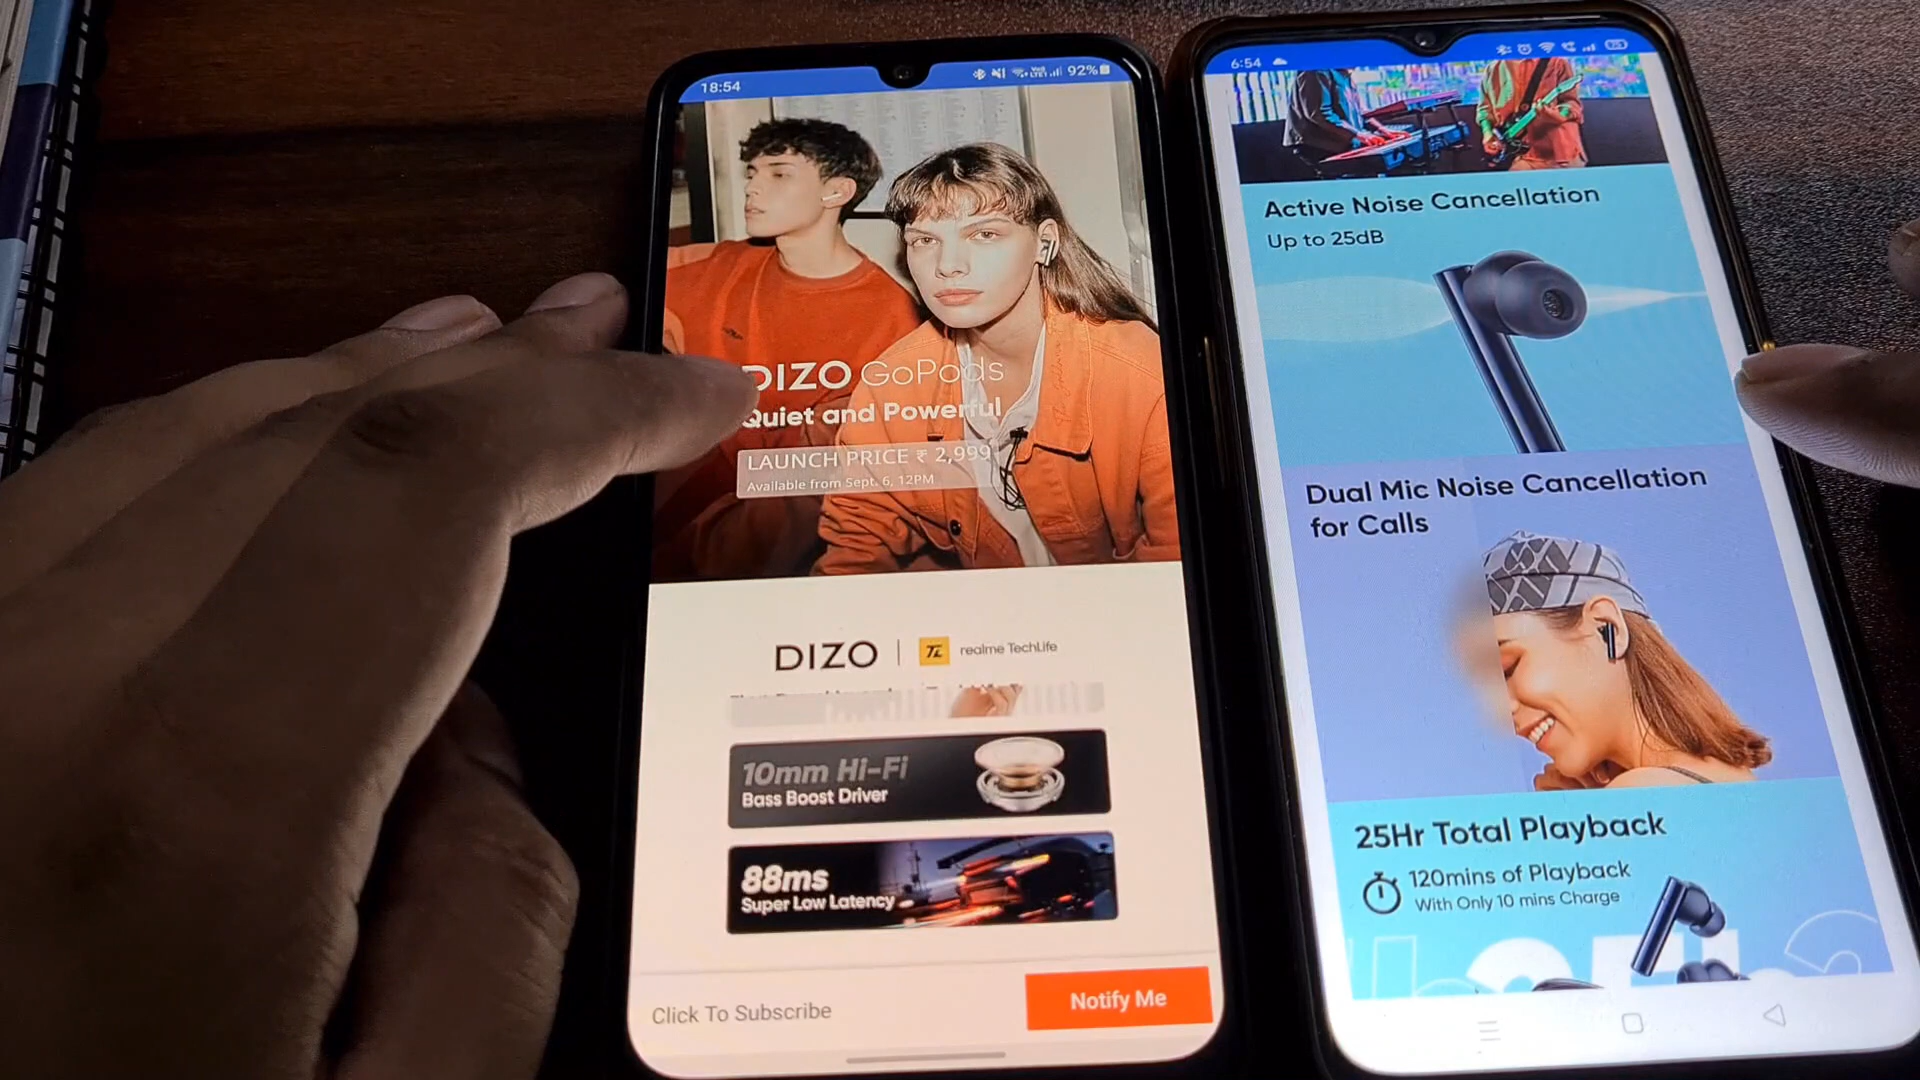 18:54
92%
DIZO GoPods
Quiet and Powerful
LAUNCH PRICE ₹ 2,999
Available from Sept. 6, 12PM
DIZO | TL realme TechLife
10mm Hi-Fi
Bass Boost Driver
88ms
Super Low Latency
Click To Subscribe
Notify Me
6:54
Active Noise Cancellation
Up to 25dB
Dual Mic Noise Cancellation
for Calls
25Hr Total Playback
120mins of Playback
With Only 10 mins Charge